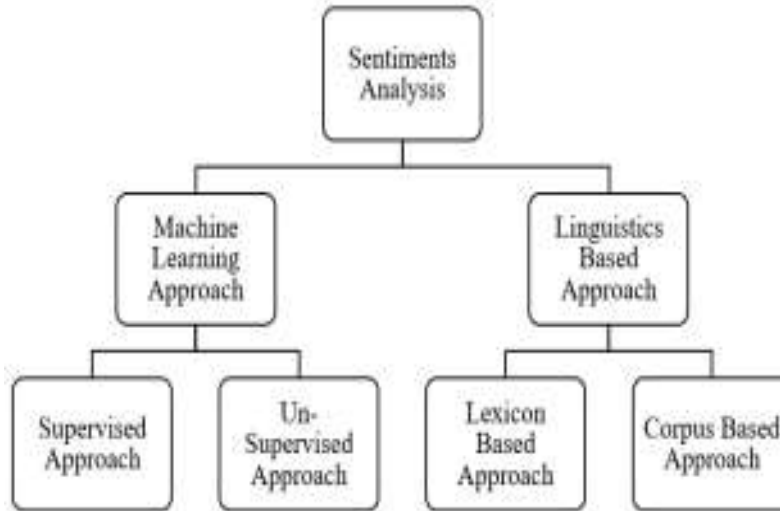 Sentiments
Analysis
Machine
Learning
Approach
Linguistics
Based
Approach
Supervised
Approach
Un-
Supervised
Approach
Lexicon
Based
Approach
Corpus Based
Approach